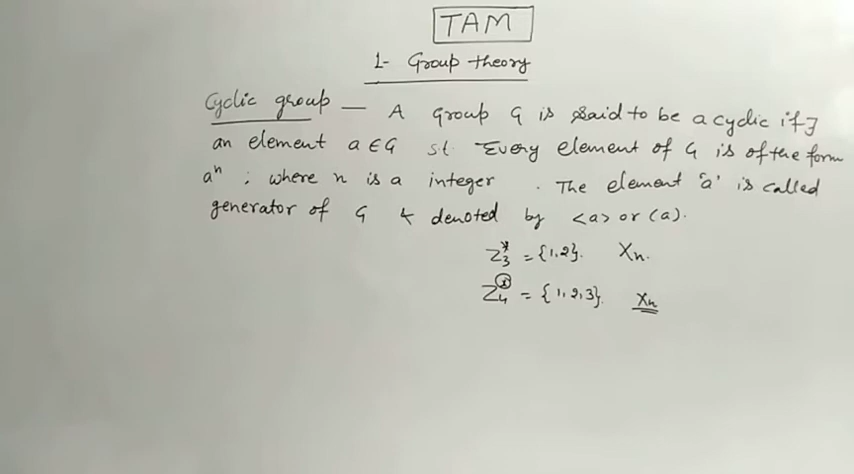 TAM
1- Group theory
Cyclic group — A group G is said to be a cyclic if ∃
an element a ∈ G s.t. Every element of G is of the form
aⁿ ; where n is a integer. The element 'a' is called
generator of G & denoted by <a> or (a).
Z₃* = {1,2}. Xn.
Z₄* = {1,2,3}. Xn